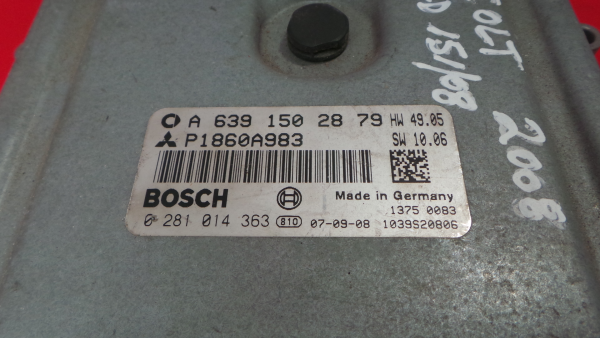 A 639 150 28 79 HW 49.05
P1860A983 SW 10.06
BOSCH Made in Germany
1375 0083
0 281 014 363 810 07-09-08 1039S20806
2008